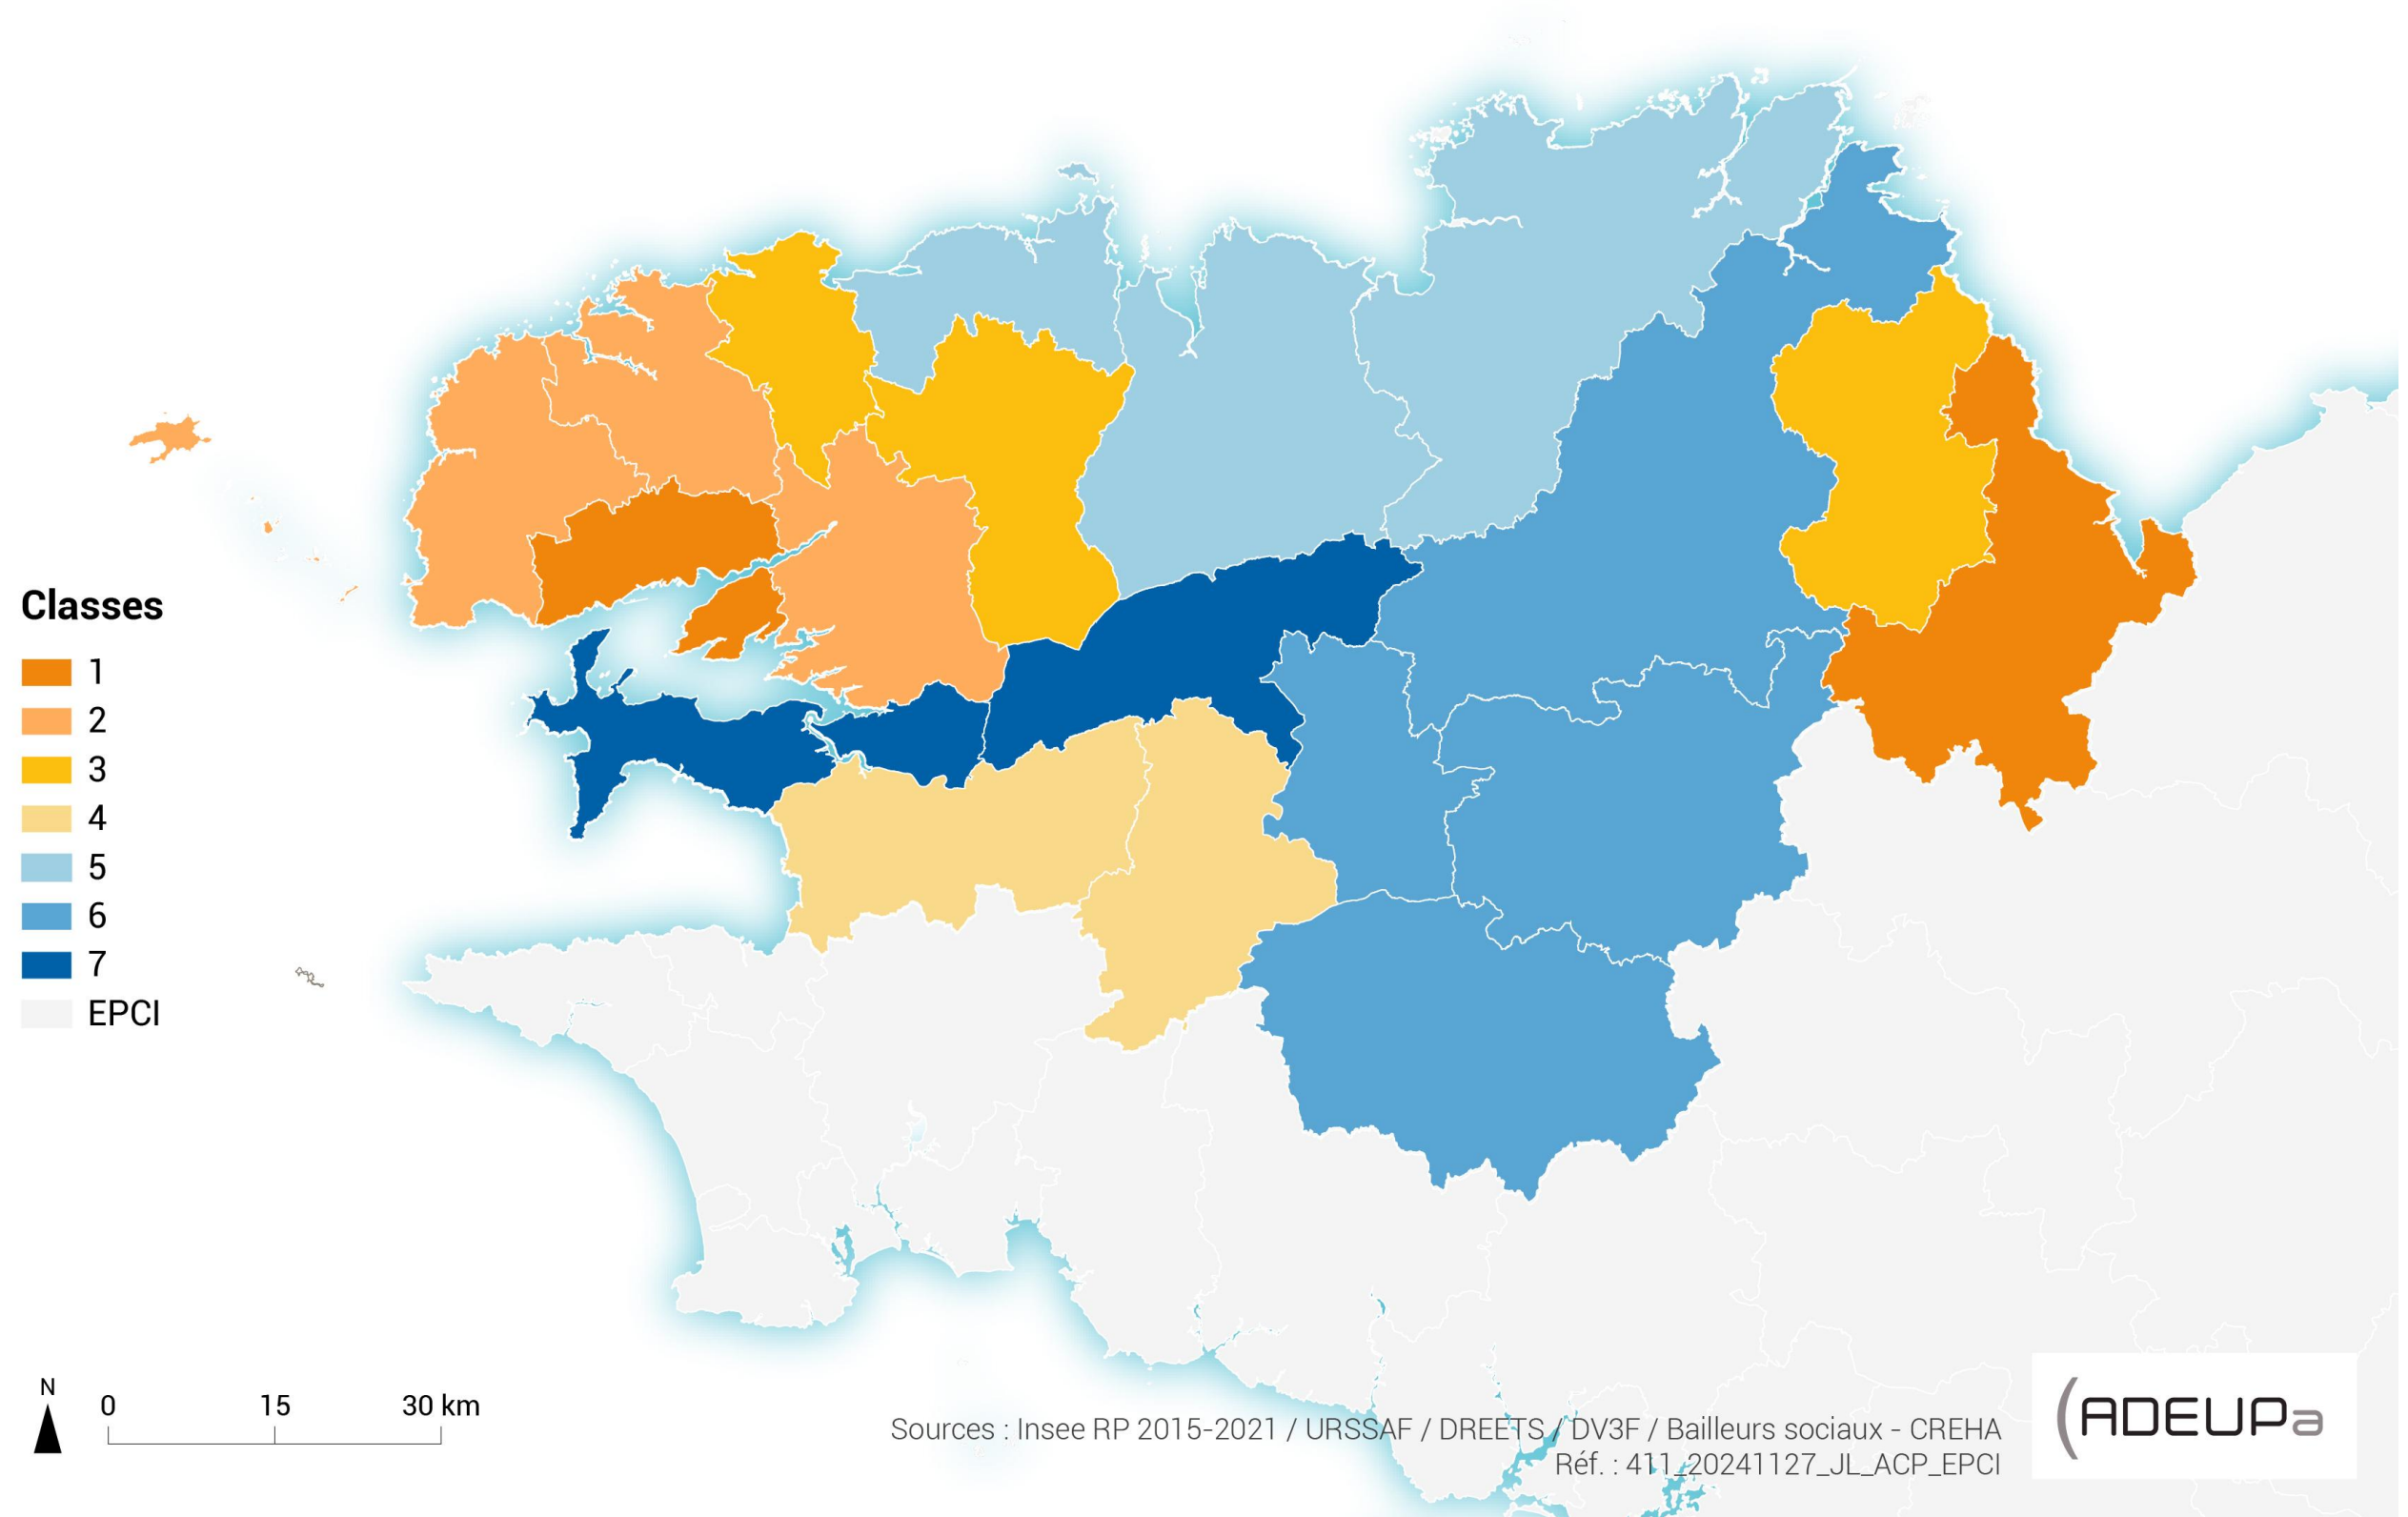 Classes
1
2
3
4
5
6
7
EPCI
N
0 15 30 km
Sources : Insee RP 2015-2021 / URSSAF / DREETS / DV3F / Bailleurs sociaux - CREHA
Réf. : 411_20241127_JL_ACP_EPCI
(ADEUPa